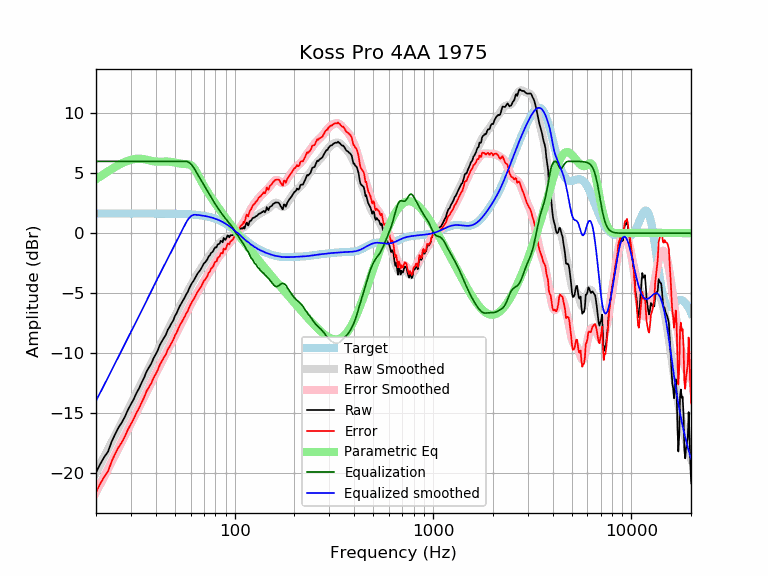 Koss Pro 4AA 1975
Amplitude (dBr)
10
5
0
−5
−10
−15
−20
Target
Raw Smoothed
Error Smoothed
Raw
Error
Parametric Eq
Equalization
Equalized smoothed
100
1000
10000
Frequency (Hz)